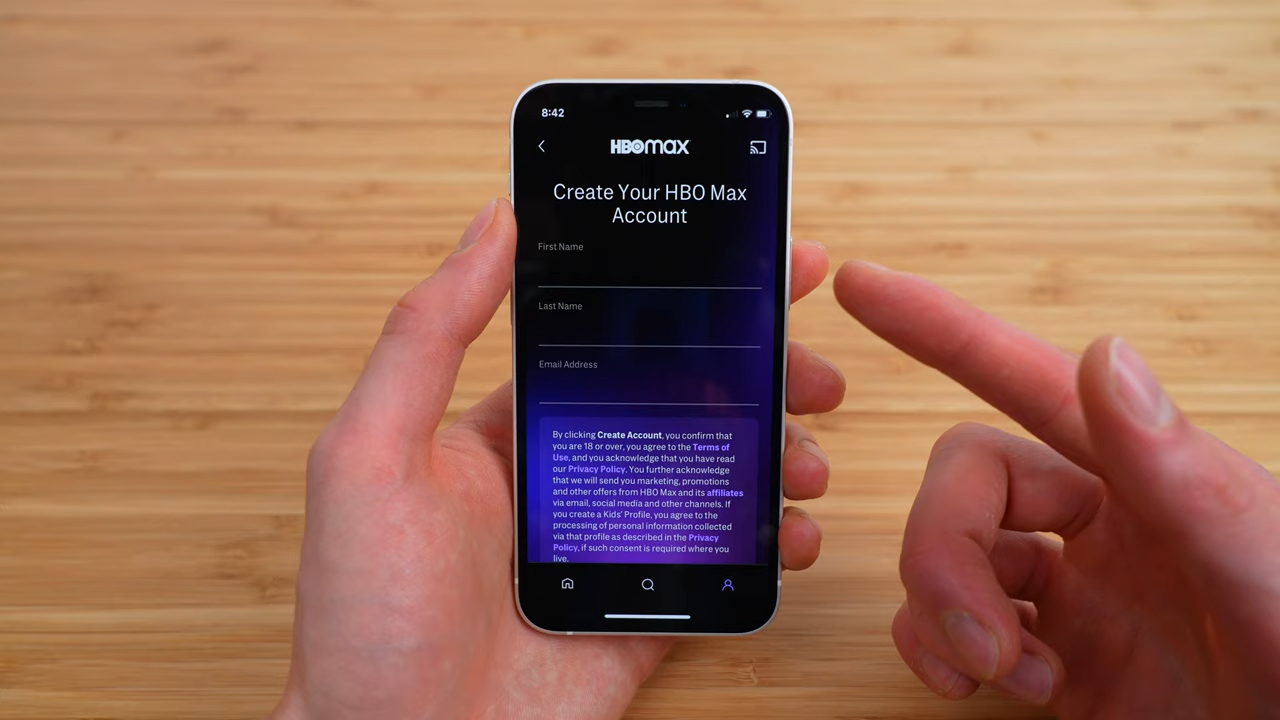 8:42
HBOmax
Create Your HBO Max
Account
First Name
Last Name
Email Address
By clicking Create Account, you confirm that
you are 18 or over, you agree to the Terms of
Use, and you acknowledge that you have read
our Privacy Policy. You further acknowledge
that we will send you marketing, promotions
and other offers from HBO Max and its affiliates
via email, social media and other channels. If
you create a Kids' Profile, you agree to the
processing of personal information collected
via that profile as described in the Privacy
Policy, if such consent is required where you
live.